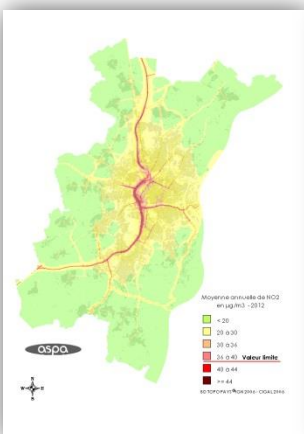 Moyenne annuelle de NO2
en µg/m3 - 2012
< 20
20 à 30
30 à 36
36 à 40 Valeur limite
40 à 44
>= 44
aspa